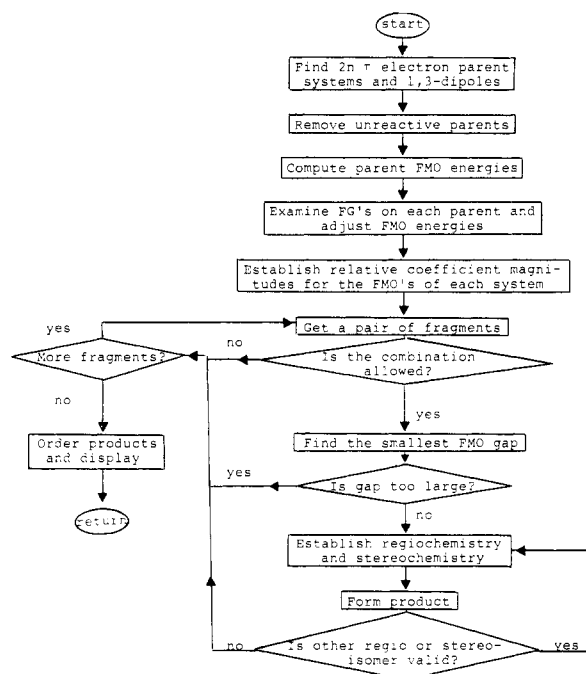 start
Find 2n π electron parent
systems and 1,3-dipoles
Remove unreactive parents
Compute parent FMO energies
Examine FG's on each parent and
adjust FMO energies
Establish relative coefficient magni-
tudes for the FMO's of each system
yes
Get a pair of fragments
no
More fragments?
Is the combination
allowed?
no
yes
Order products
and display
Find the smallest FMO gap
yes
Is gap too large?
return
no
Establish regiochemistry
and stereochemistry
Form product
no
Is other regio or stereo-
isomer valid?
yes